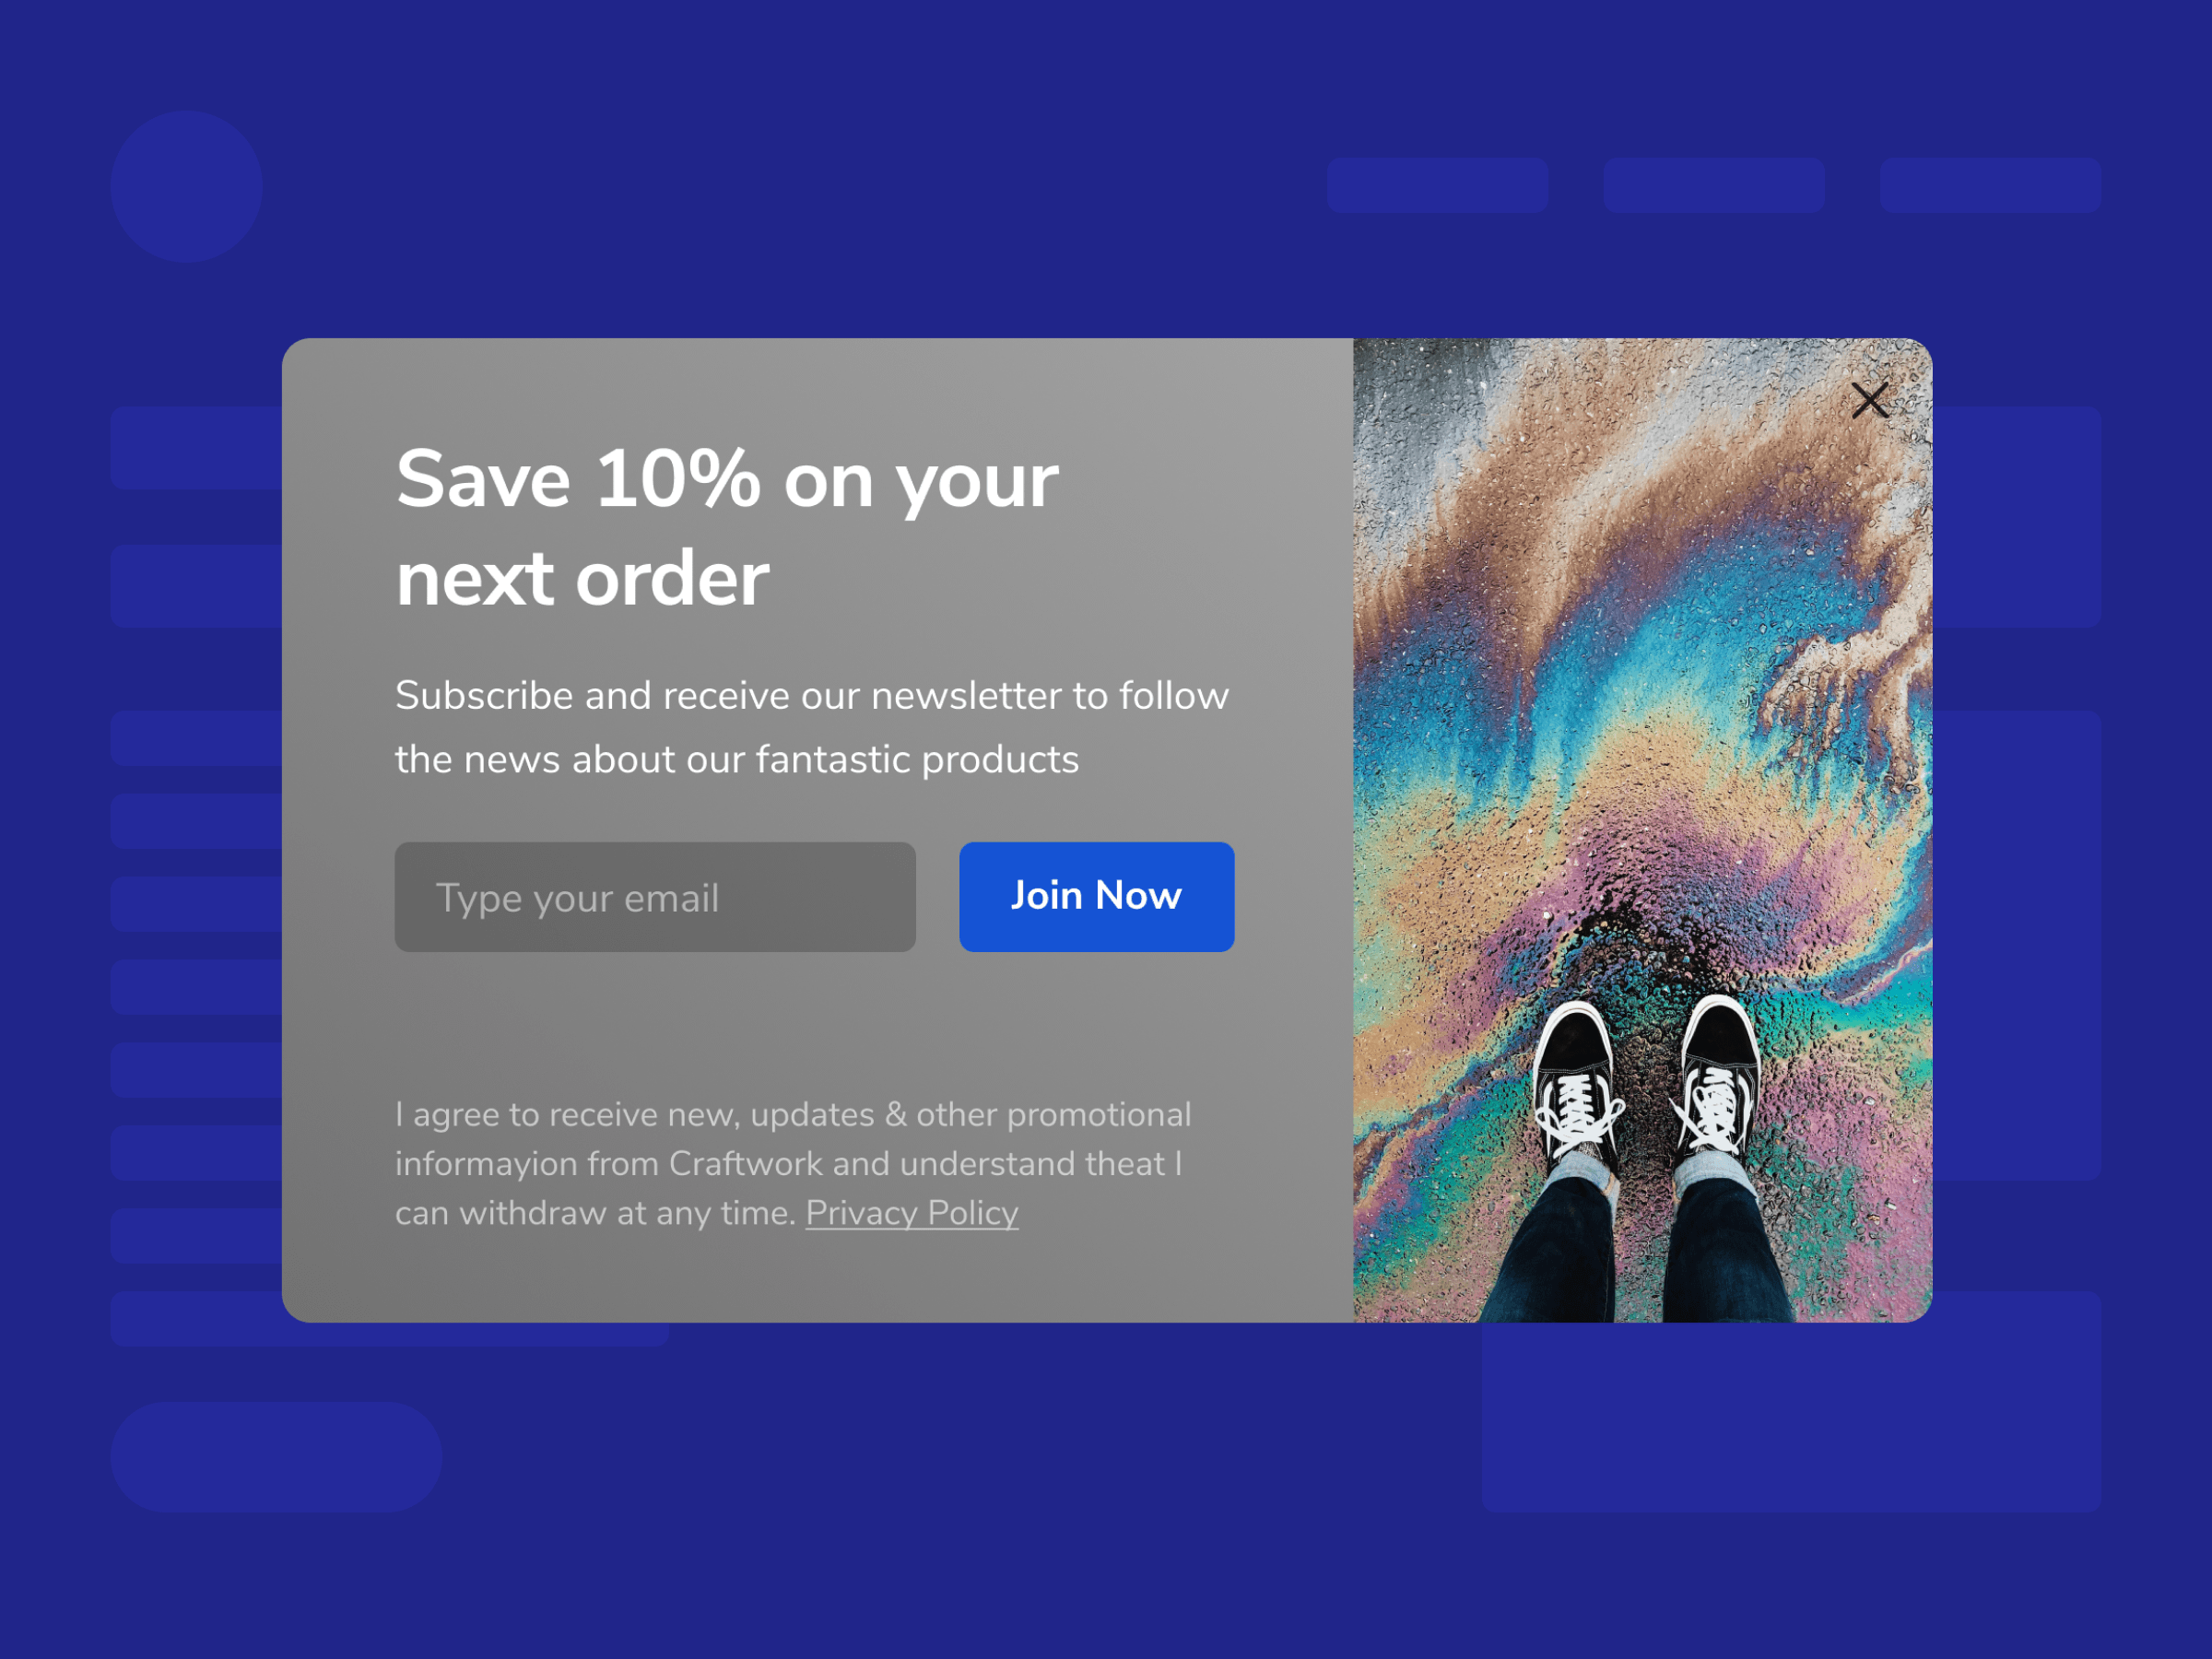 Save 10% on your
next order
Subscribe and receive our newsletter to follow
the news about our fantastic products
Type your email
Join Now
I agree to receive new, updates & other promotional
informayion from Craftwork and understand theat I
can withdraw at any time. Privacy Policy